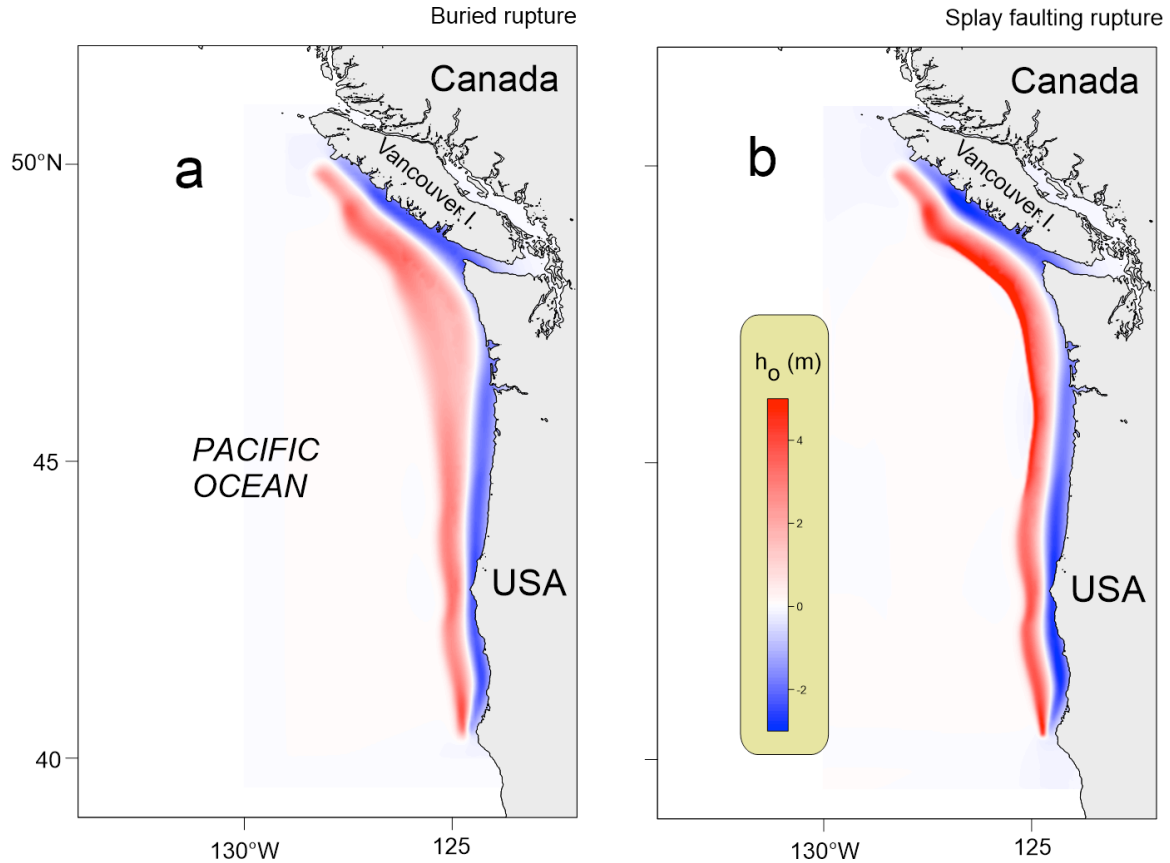 Buried rupture
Canada
a
Vancouver I.
50°N
45
40
PACIFIC
OCEAN
USA
130°W
125
Splay faulting rupture
Canada
b
Vancouver I.
h₀ (m)
4
2
0
-2
USA
130°W
125